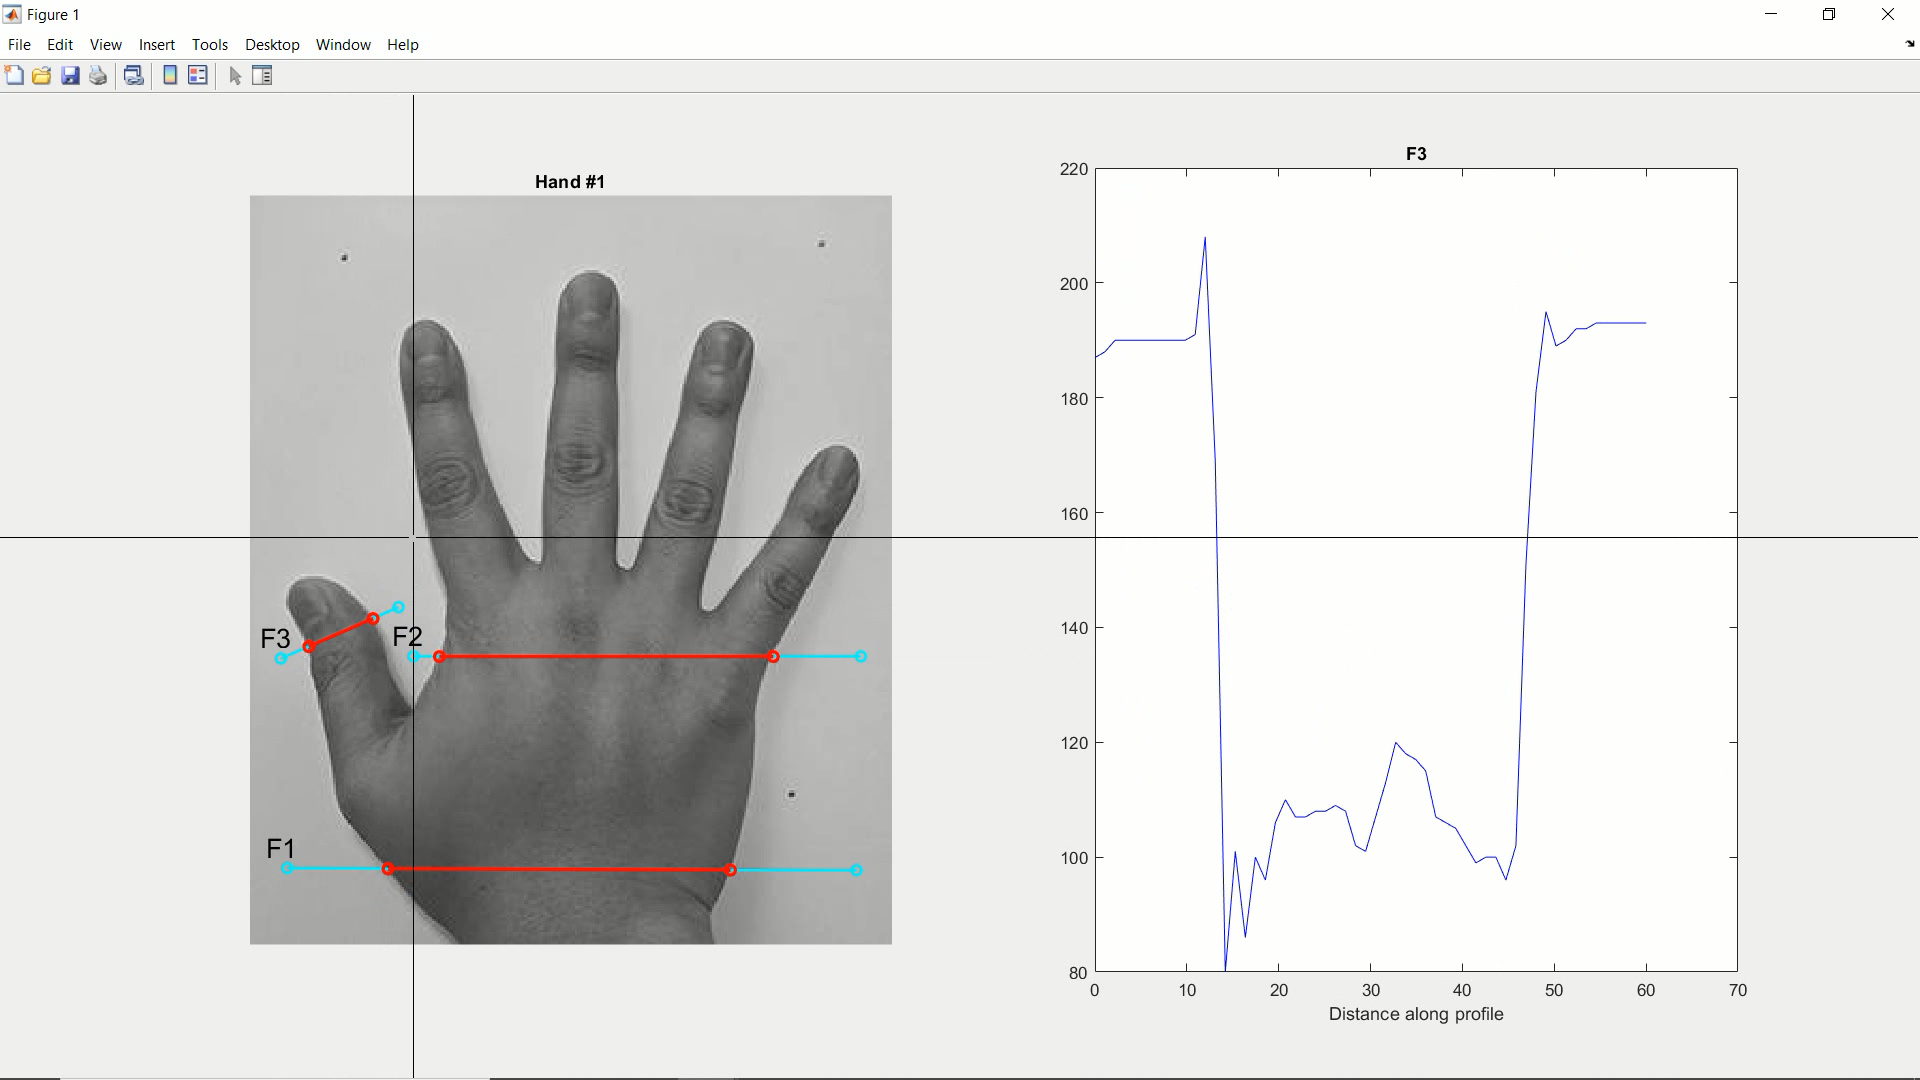 Figure 1
File Edit View Insert Tools Desktop Window Help
Hand #1
F3
F2
F1
F3
220
200
180
160
140
120
100
80
0 10 20 30 40 50 60 70
Distance along profile